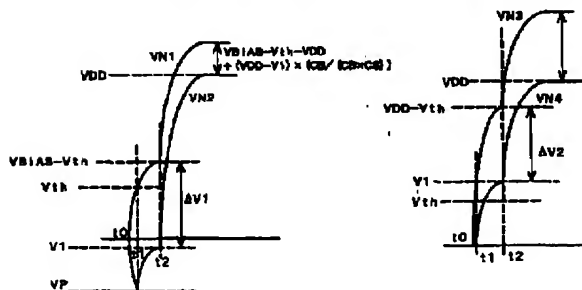 VN1
VBIAS-Vth-VDD
+(VDD-V1)×(CB/(CB+CS))
VDD
VN2
VBIAS-Vth
Vth
ΔV1
t0
t1
V1
t2
VP
VN3
VDD
VN4
VDD-Vth
ΔV2
V1
Vth
t0
t1
t2